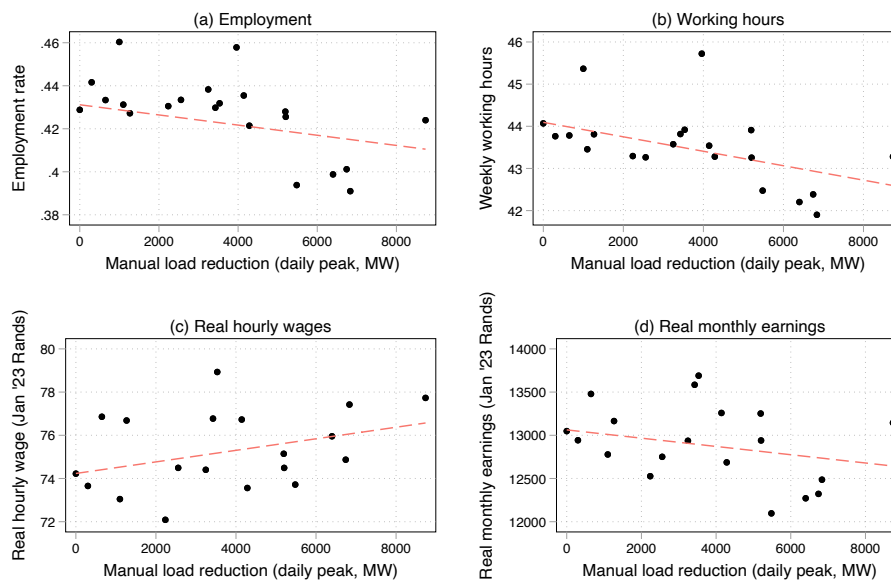 (a) Employment
Employment rate
.46
.44
.42
.4
.38
0 2000 4000 6000 8000
Manual load reduction (daily peak, MW)
(b) Working hours
Weekly working hours
46
45
44
43
42
0 2000 4000 6000 8000
Manual load reduction (daily peak, MW)
(c) Real hourly wages
Real hourly wage (Jan '23 Rands)
80
78
76
74
72
0 2000 4000 6000 8000
Manual load reduction (daily peak, MW)
(d) Real monthly earnings
Real monthly earnings (Jan '23 Rands)
14000
13500
13000
12500
12000
0 2000 4000 6000 8000
Manual load reduction (daily peak, MW)